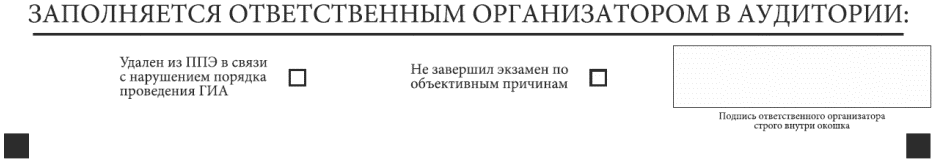 ЗАПОЛНЯЕТСЯ ОТВЕТСТВЕННЫМ ОРГАНИЗАТОРОМ В АУДИТОРИИ:
Удален из ППЭ в связи
с нарушением порядка
проведения ГИА
Не завершил экзамен по
объективным причинам
Подпись ответственного организатора
строго внутри окошка